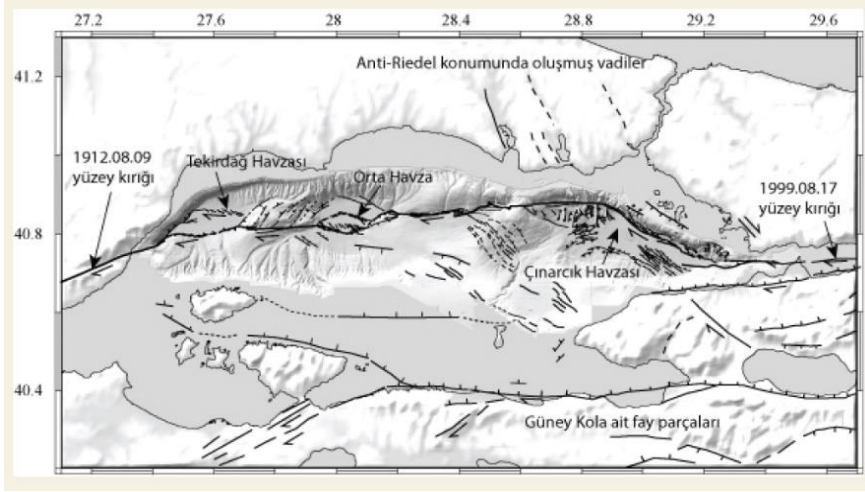 27.2 27.6 28 28.4 28.8 29.2 29.6
41.2
Anti-Riedel konumunda oluşmuş vadiler
1912.08.09
yüzey kırığı
Tekirdağ Havzası
Orta Havza
1999.08.17
yüzey kırığı
40.8
Çınarcık Havzası
40.4
Güney Kola ait fay parçaları